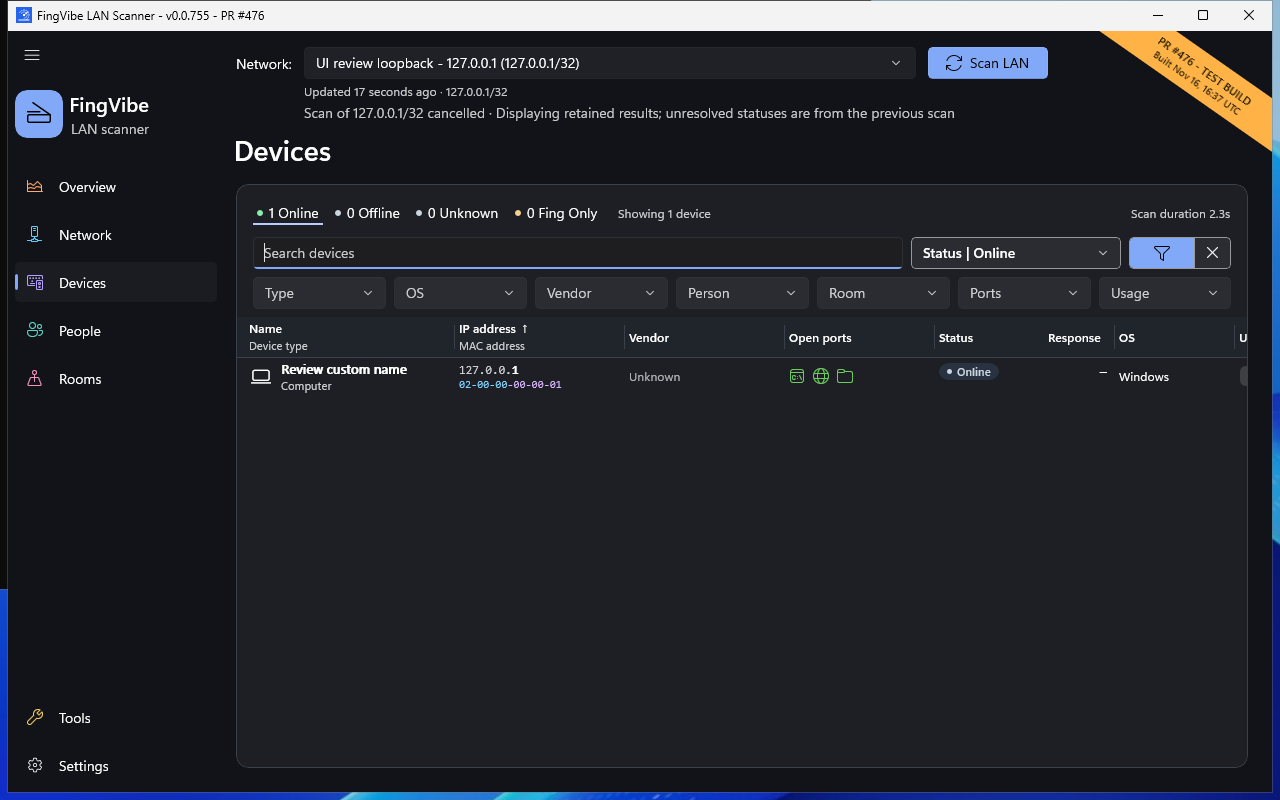 FingVibe LAN Scanner - v0.0.755 - PR #476
Network:
UI review loopback - 127.0.0.1 (127.0.0.1/32)
Scan LAN
PR #476 - TEST BUILD
Built Nov 16, 16:37 UTC
Updated 17 seconds ago · 127.0.0.1/32
Scan of 127.0.0.1/32 cancelled · Displaying retained results; unresolved statuses are from the previous scan
FingVibe
LAN scanner
Overview
Network
Devices
People
Rooms
Tools
Settings
Devices
1 Online
0 Offline
0 Unknown
0 Fing Only
Showing 1 device
Scan duration 2.3s
Search devices
Status | Online
Type
OS
Vendor
Person
Room
Ports
Usage
Name
Device type
IP address ↑
MAC address
Vendor
Open ports
Status
Response
OS
U
Review custom name
Computer
127.0.0.1
02-00-00-00-00-01
Unknown
C:\
Online
–
Windows